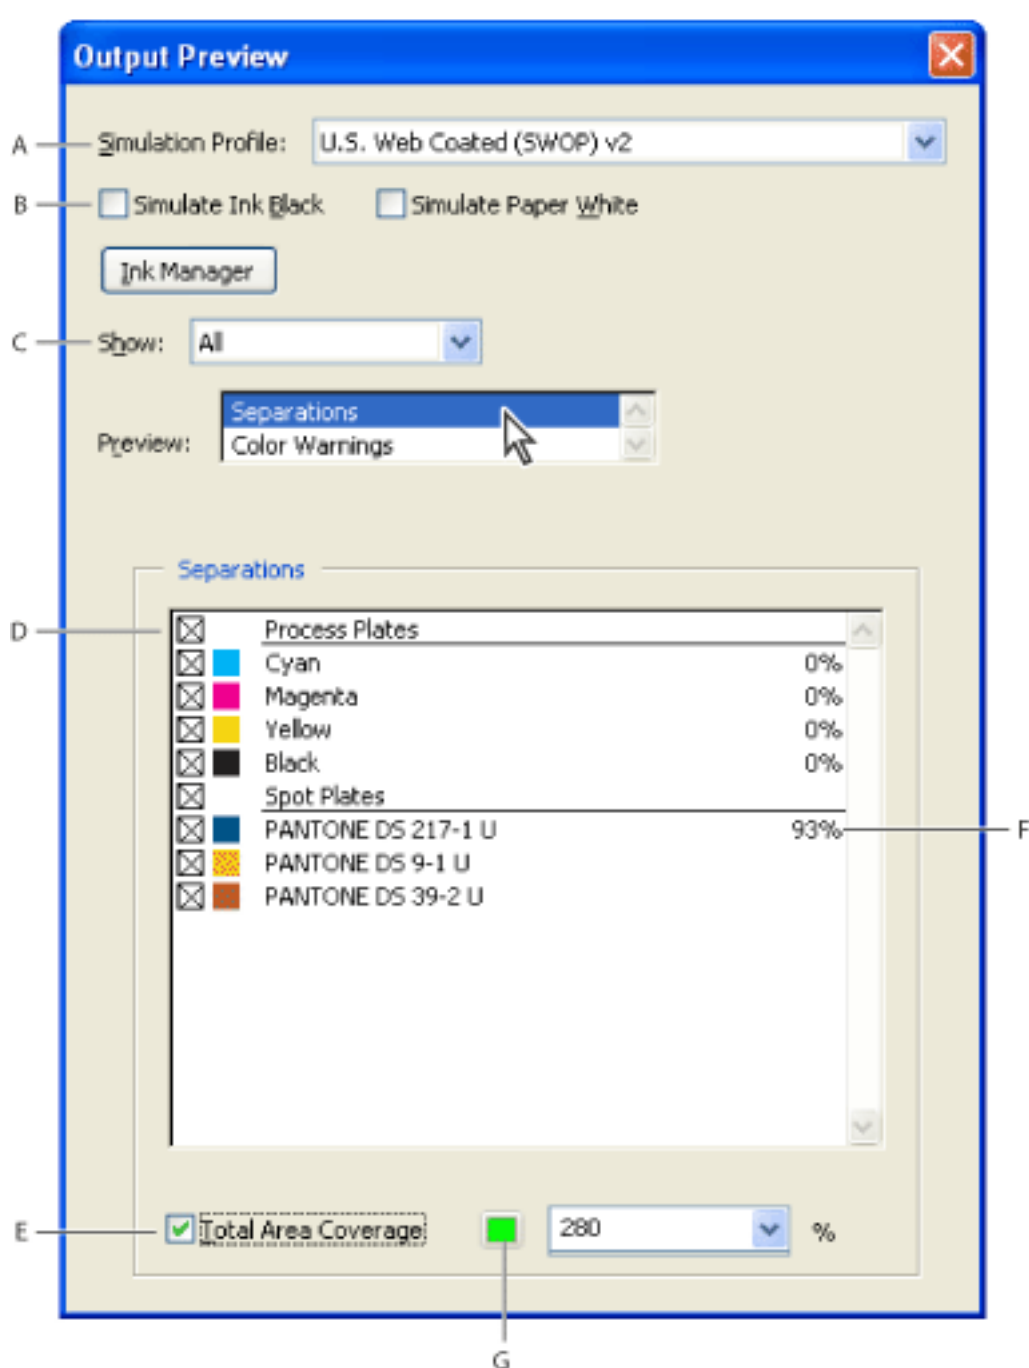 Output Preview
A Simulation Profile: U.S. Web Coated (SWOP) v2
B Simulate Ink Black Simulate Paper White
Ink Manager
C Show: All
Preview: Separations
Color Warnings
Separations
D Process Plates
Cyan 0%
Magenta 0%
Yellow 0%
Black 0%
Spot Plates
PANTONE DS 217-1 U 93% F
PANTONE DS 9-1 U
PANTONE DS 39-2 U
E Total Area Coverage 280 %
G